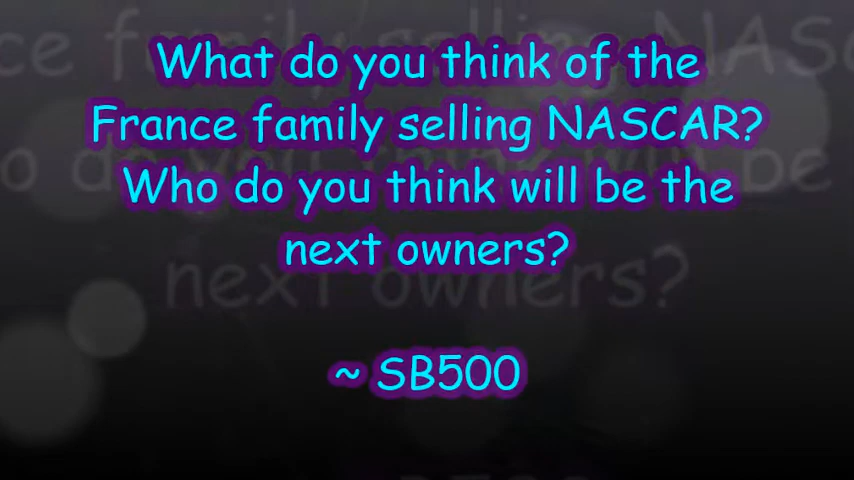 What do you think of the
France family selling NASCAR?
Who do you think will be the
next owners?
~ SB500